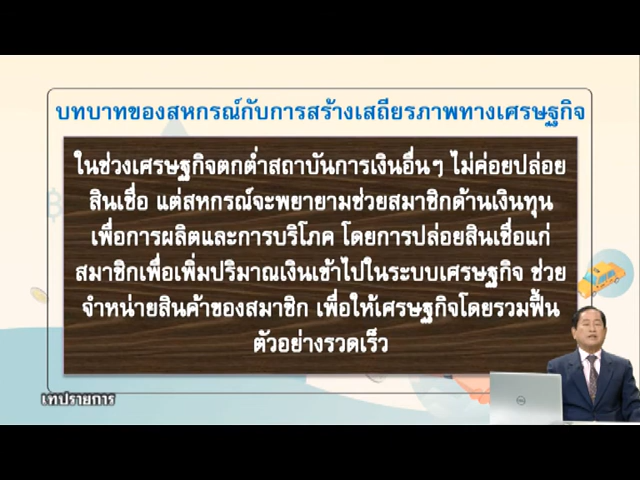 บทบาทของสหกรณ์กับการสร้างเสถียรภาพทางเศรษฐกิจ
ในช่วงเศรษฐกิจตกต่ำสถาบันการเงินอื่นๆ ไม่ค่อยปล่อย
สินเชื่อ แต่สหกรณ์จะพยายามช่วยสมาชิกด้านเงินทุน
เพื่อการผลิตและการบริโภค โดยการปล่อยสินเชื่อแก่
สมาชิกเพื่อเพิ่มปริมาณเงินเข้าไปในระบบเศรษฐกิจ ช่วย
จำหน่ายสินค้าของสมาชิก เพื่อให้เศรษฐกิจโดยรวมฟื้น
ตัวอย่างรวดเร็ว
เทปรายการ